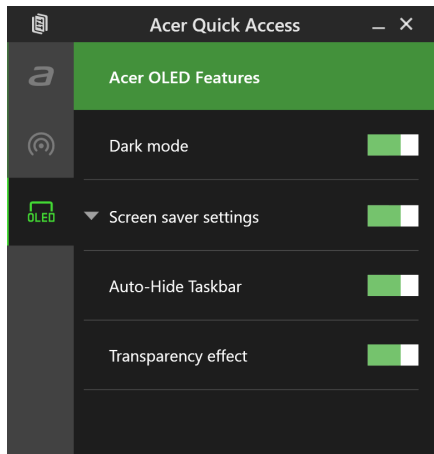 Acer Quick Access
Acer OLED Features
Dark mode
Screen saver settings
OLED
Auto-Hide Taskbar
Transparency effect